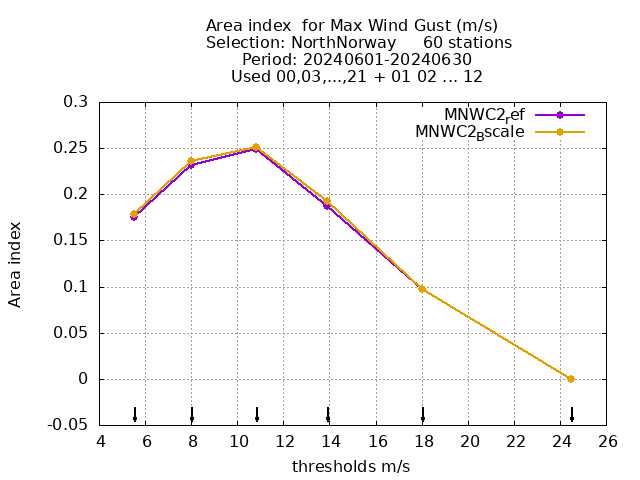 Area index  for Max Wind Gust (m/s)
Selection: NorthNorway     60 stations
Period: 20240601-20240630
Used 00,03,...,21 + 01 02 ... 12
MNWC2ref
MNWC2Bscale
0.3
0.25
0.2
0.15
0.1
0.05
0
-0.05
Area index
4 6 8 10 12 14 16 18 20 22 24 26
thresholds m/s